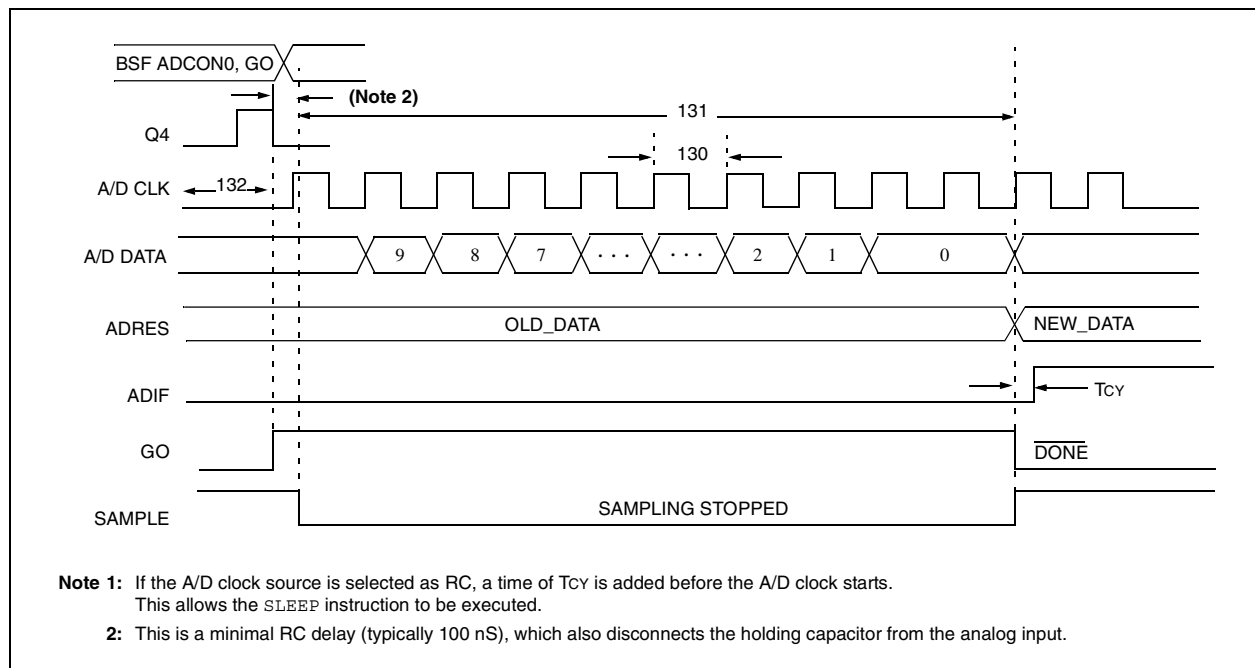 BSF ADCON0, GO
(Note 2)
131
Q4
130
A/D CLK
132
A/D DATA
9 8 7 · · · · · · 2 1 0
ADRES
OLD_DATA
NEW_DATA
ADIF
TCY
GO
DONE
SAMPLE
SAMPLING STOPPED
Note 1: If the A/D clock source is selected as RC, a time of TCY is added before the A/D clock starts.
This allows the SLEEP instruction to be executed.
2: This is a minimal RC delay (typically 100 nS), which also disconnects the holding capacitor from the analog input.